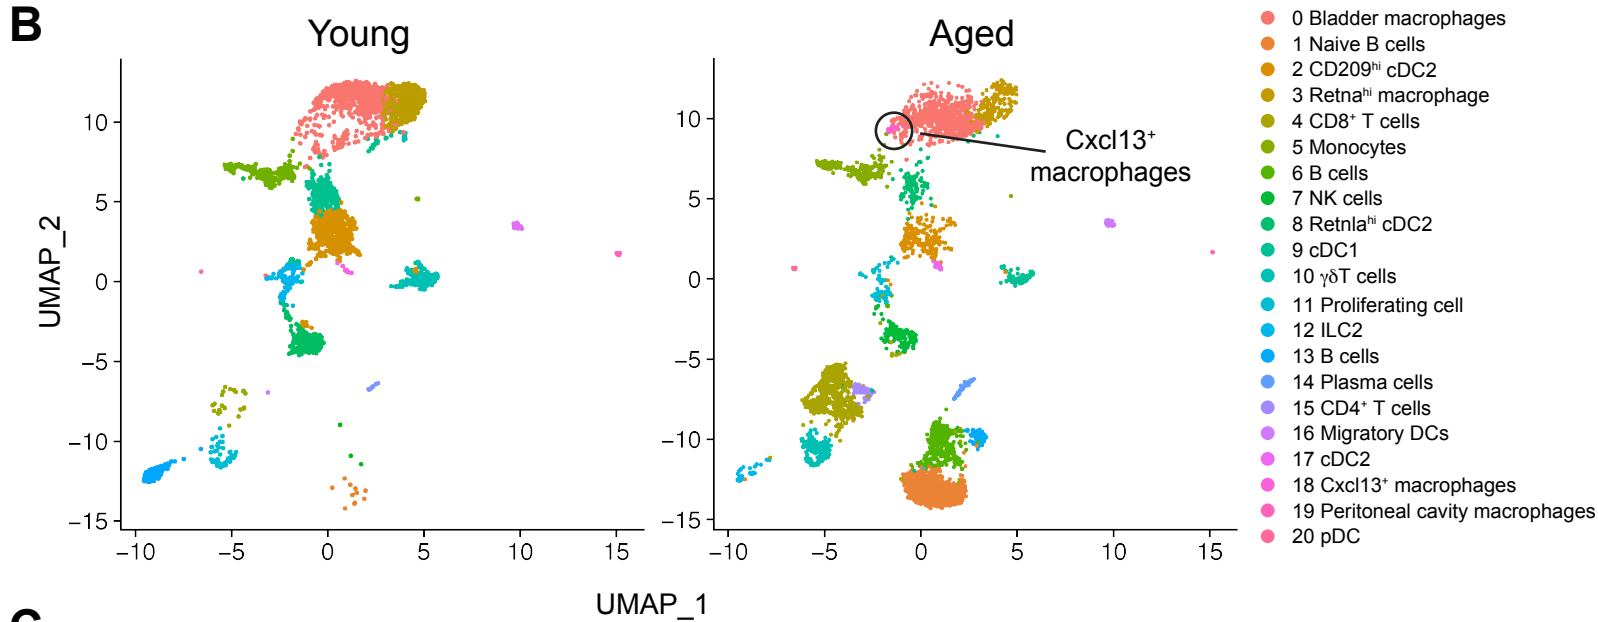 B
Young
Aged
UMAP_2
10
5
0
−5
−10
−15
−10
−5
0
5
10
15
10
5
0
−5
−10
−15
−10
−5
0
5
10
15
Cxcl13⁺
macrophages
UMAP_1
0 Bladder macrophages
1 Naive B cells
2 CD209ʰⁱ cDC2
3 Retnaʰⁱ macrophage
4 CD8⁺ T cells
5 Monocytes
6 B cells
7 NK cells
8 Retnlaʰⁱ cDC2
9 cDC1
10 γδT cells
11 Proliferating cell
12 ILC2
13 B cells
14 Plasma cells
15 CD4⁺ T cells
16 Migratory DCs
17 cDC2
18 Cxcl13⁺ macrophages
19 Peritoneal cavity macrophages
20 pDC